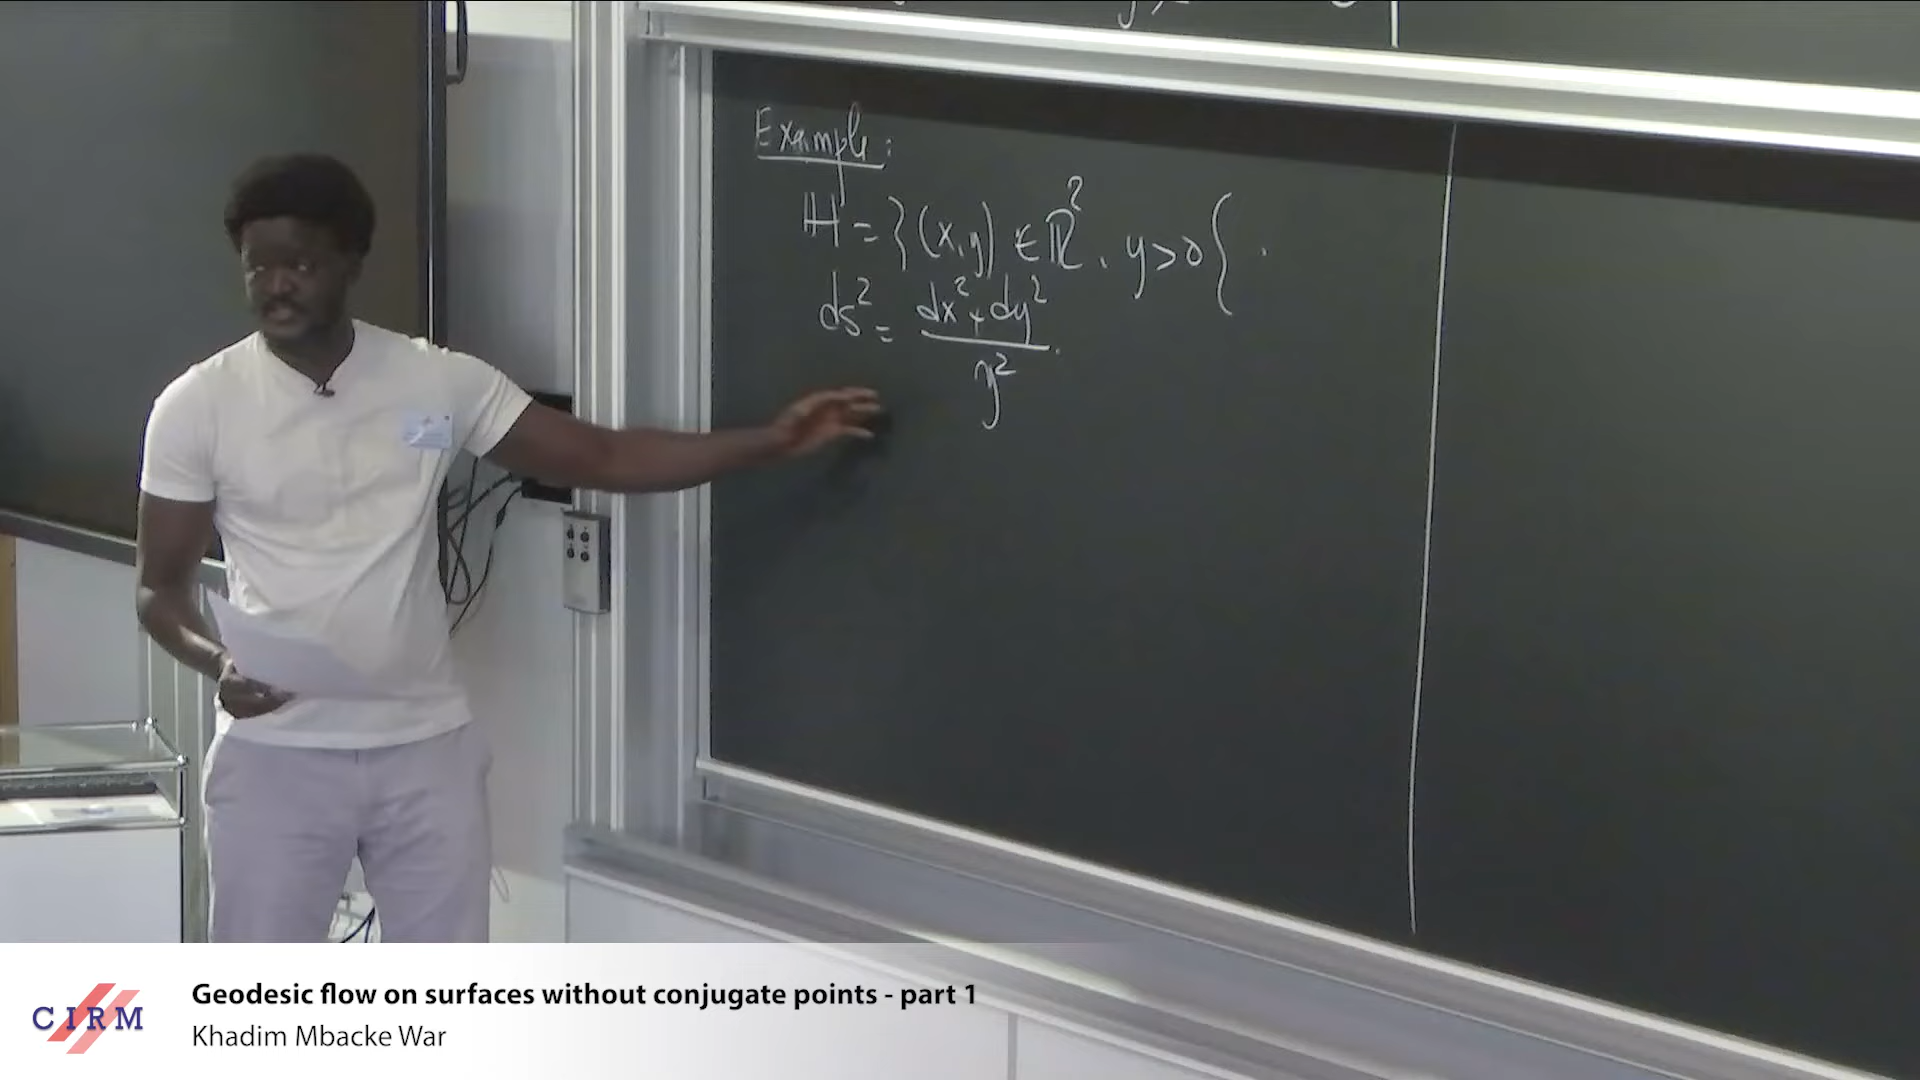 Example:
H = }(x,y) ∈ ℝ², y>0{ .
ds² = dx²+dy² / y²
CIRM
Geodesic flow on surfaces without conjugate points - part 1
Khadim Mbacke War